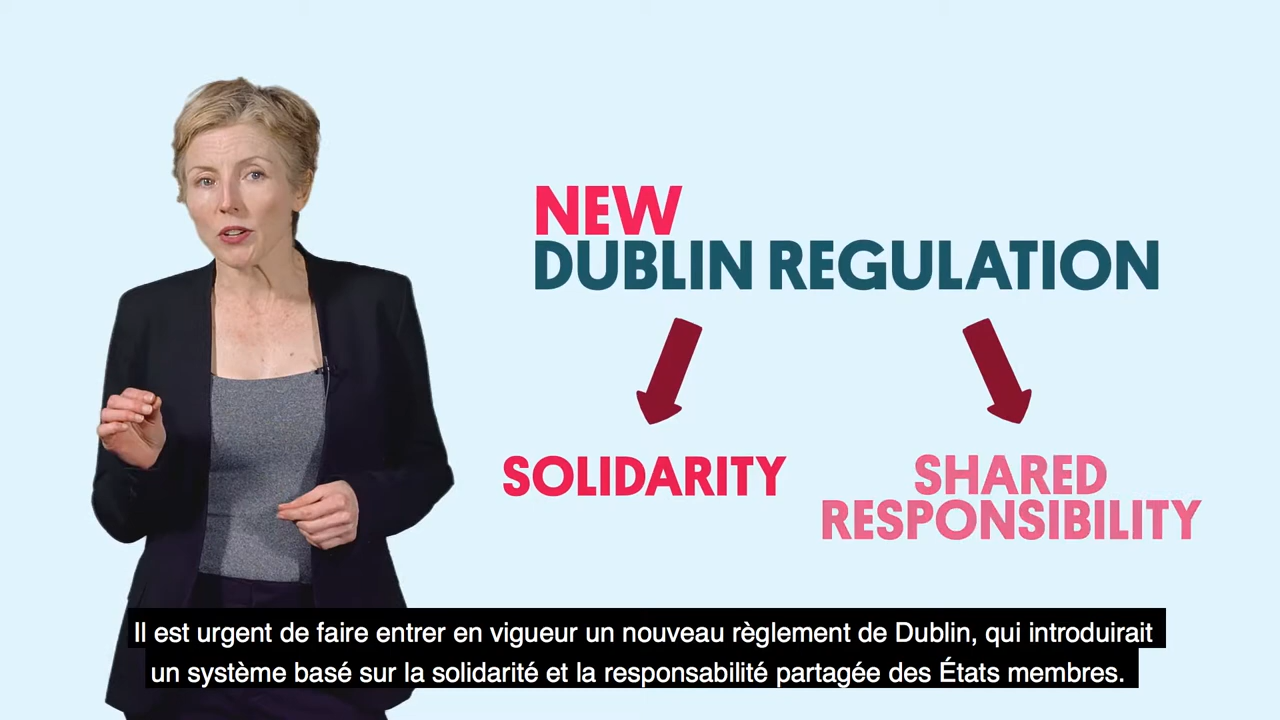 NEW
DUBLIN REGULATION
SOLIDARITY
SHARED
RESPONSIBILITY
Il est urgent de faire entrer en vigueur un nouveau règlement de Dublin, qui introduirait
un système basé sur la solidarité et la responsabilité partagée des États membres.